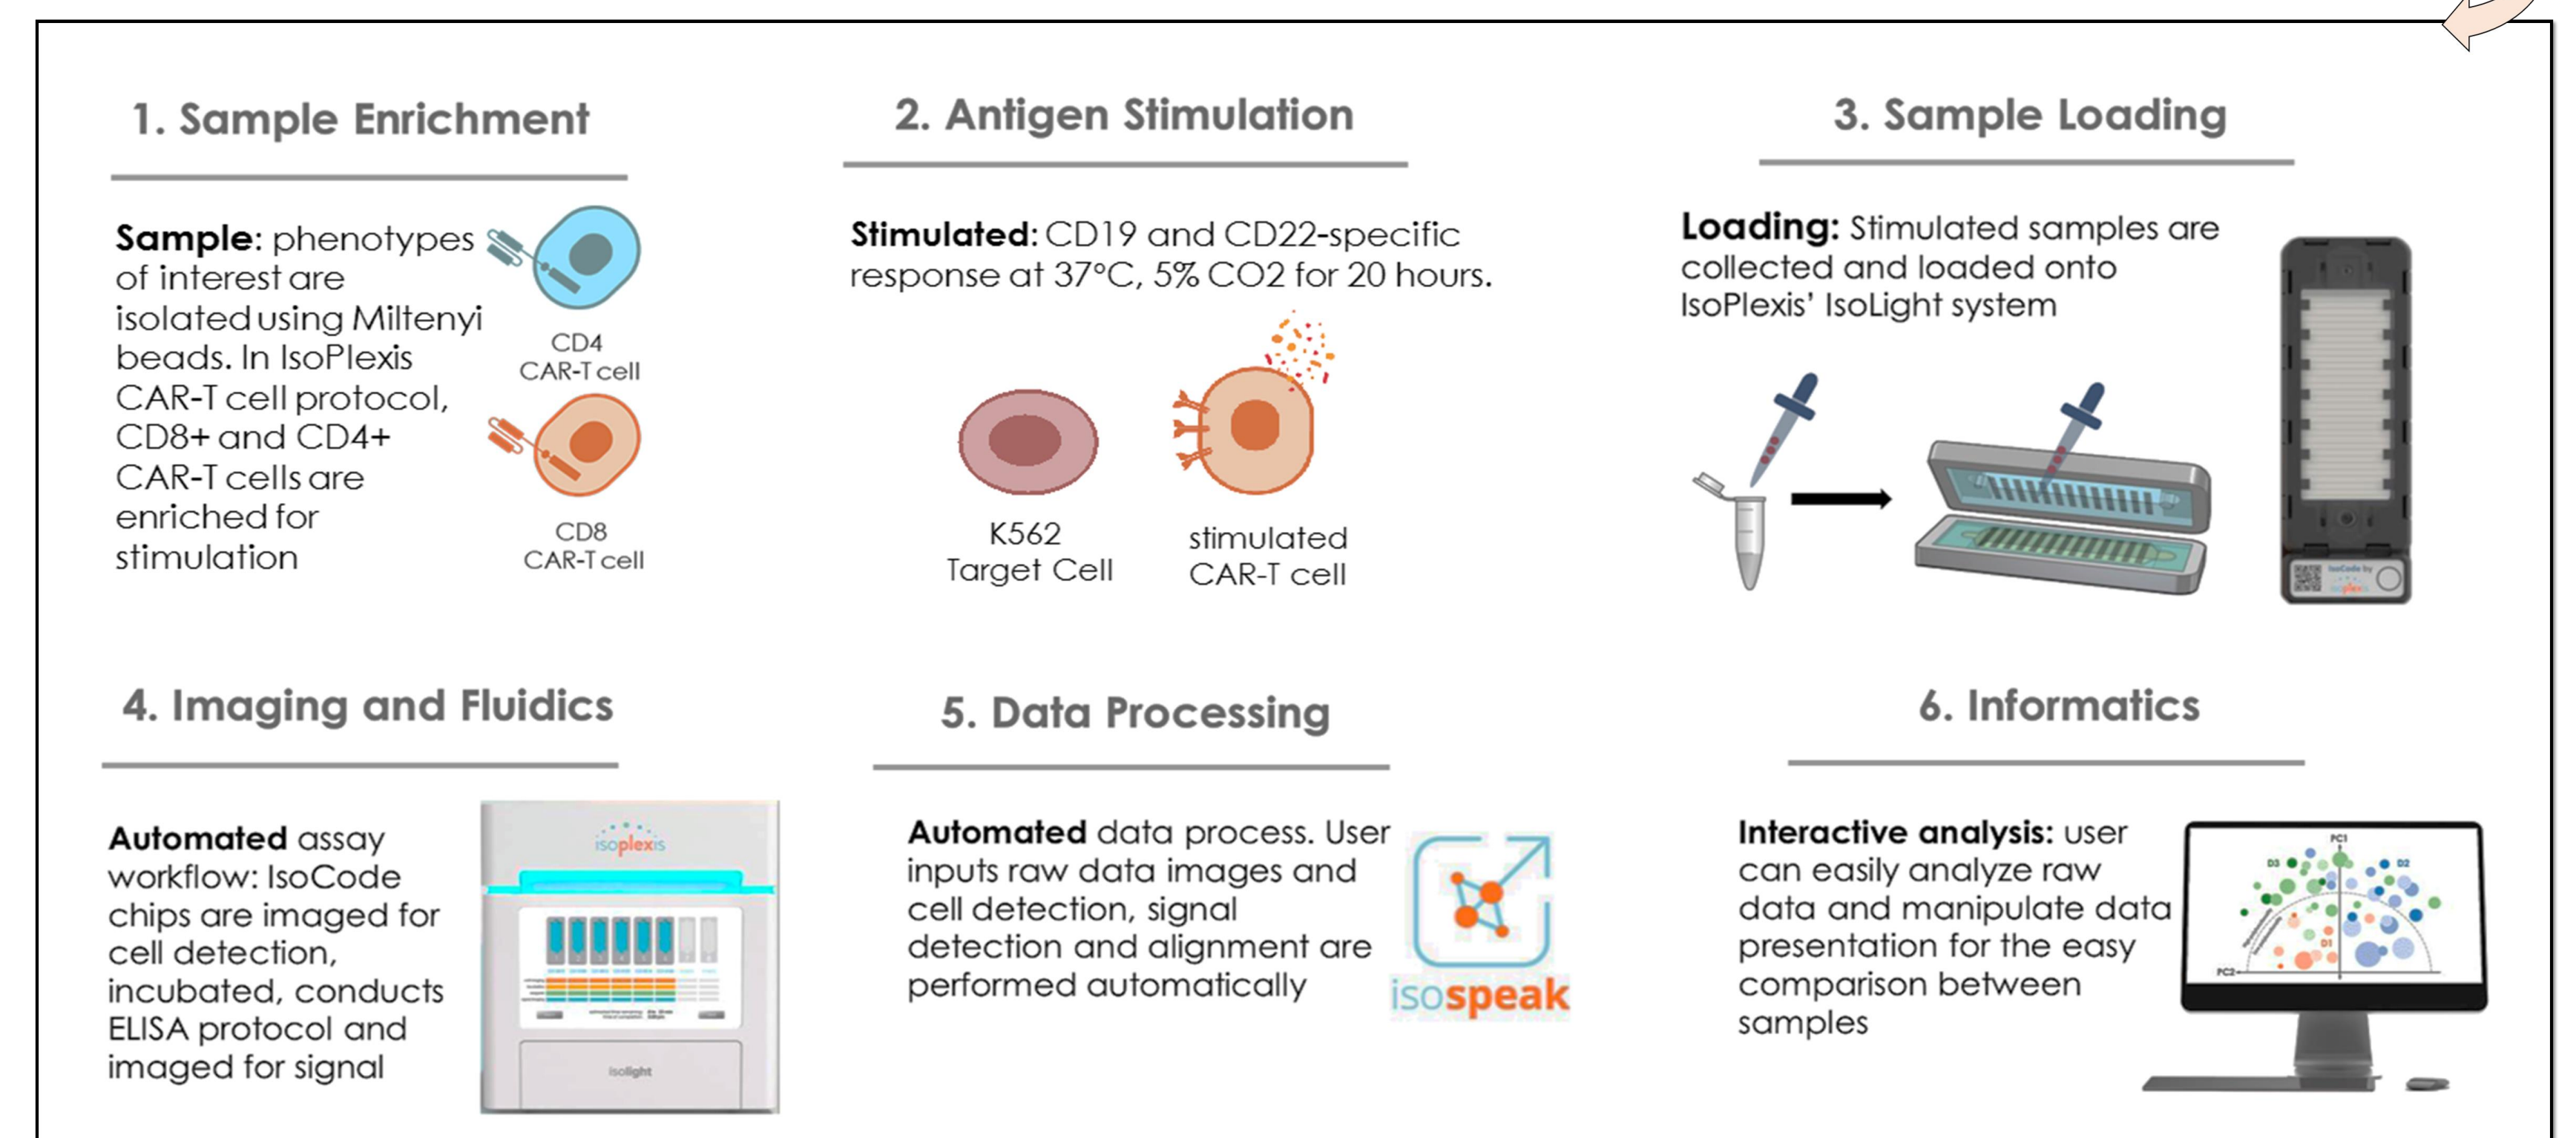 1. Sample Enrichment
Sample: phenotypes
of interest are
isolated using Miltenyi
beads. In IsoPlexis
CAR-T cell protocol,
CD8+ and CD4+
CAR-T cells are
enriched for
stimulation
CD4
CAR-T cell
CD8
CAR-T cell
2. Antigen Stimulation
Stimulated: CD19 and CD22-specific
response at 37°C, 5% CO2 for 20 hours.
K562
Target Cell
stimulated
CAR-T cell
3. Sample Loading
Loading: Stimulated samples are
collected and loaded onto
IsoPlexis’ IsoLight system
IsoCode by
isoplexis
4. Imaging and Fluidics
Automated assay
workflow: IsoCode
chips are imaged for
cell detection,
incubated, conducts
ELISA protocol and
imaged for signal
isoplexis
isolight
5. Data Processing
Automated data process. User
inputs raw data images and
cell detection, signal
detection and alignment are
performed automatically
isospeak
6. Informatics
Interactive analysis: user
can easily analyze raw
data and manipulate data
presentation for the easy
comparison between
samples
PC1
D3
D2
D1
PC2